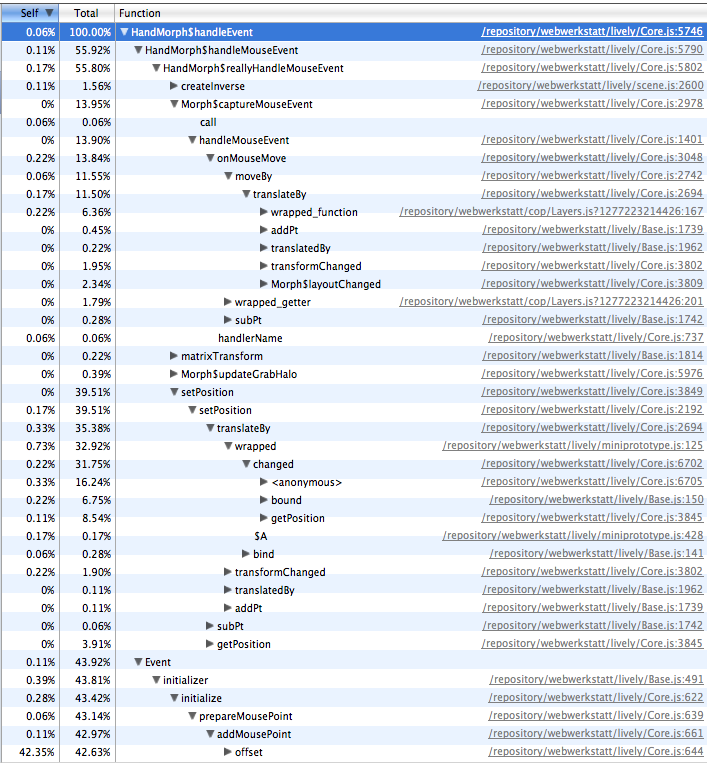 Self Total Function
0.06% 100.00% HandMorph$handleEvent /repository/webwerkstatt/lively/Core.js:5746
0.11% 55.92% HandMorph$handleMouseEvent /repository/webwerkstatt/lively/Core.js:5790
0.17% 55.80% HandMorph$reallyHandleMouseEvent /repository/webwerkstatt/lively/Core.js:5802
0.11% 1.56% createInverse /repository/webwerkstatt/lively/scene.js:2600
0% 13.95% Morph$captureMouseEvent /repository/webwerkstatt/lively/Core.js:2978
0.06% 0.06% call
0% 13.90% handleMouseEvent /repository/webwerkstatt/lively/Core.js:1401
0.22% 13.84% onMouseMove /repository/webwerkstatt/lively/Core.js:3048
0.06% 11.55% moveBy /repository/webwerkstatt/lively/Core.js:2742
0.17% 11.50% translateBy /repository/webwerkstatt/lively/Core.js:2694
0.22% 6.36% wrapped_function /repository/webwerkstatt/cop/Layers.js?1277223214426:167
0% 0.45% addPt /repository/webwerkstatt/lively/Base.js:1739
0% 0.22% translatedBy /repository/webwerkstatt/lively/Base.js:1962
0% 1.95% transformChanged /repository/webwerkstatt/lively/Core.js:3802
0% 2.34% Morph$layoutChanged /repository/webwerkstatt/lively/Core.js:3809
0% 1.79% wrapped_getter /repository/webwerkstatt/cop/Layers.js?1277223214426:201
0% 0.28% subPt /repository/webwerkstatt/lively/Base.js:1742
0.06% 0.06% handlerName /repository/webwerkstatt/lively/Core.js:737
0% 0.22% matrixTransform /repository/webwerkstatt/lively/Base.js:1814
0% 0.39% Morph$updateGrabHalo /repository/webwerkstatt/lively/Core.js:5976
0% 39.51% setPosition /repository/webwerkstatt/lively/Core.js:3849
0.17% 39.51% setPosition /repository/webwerkstatt/lively/Core.js:2192
0.33% 35.38% translateBy /repository/webwerkstatt/lively/Core.js:2694
0.73% 32.92% wrapped /repository/webwerkstatt/lively/miniprototype.js:125
0.22% 31.75% changed /repository/webwerkstatt/lively/Core.js:6702
0.33% 16.24% <anonymous> /repository/webwerkstatt/lively/Core.js:6705
0.22% 6.75% bound /repository/webwerkstatt/lively/Base.js:150
0.11% 8.54% getPosition /repository/webwerkstatt/lively/Core.js:3845
0.17% 0.17% $A /repository/webwerkstatt/lively/miniprototype.js:428
0.06% 0.28% bind /repository/webwerkstatt/lively/Base.js:141
0.22% 1.90% transformChanged /repository/webwerkstatt/lively/Core.js:3802
0% 0.11% translatedBy /repository/webwerkstatt/lively/Base.js:1962
0% 0.11% addPt /repository/webwerkstatt/lively/Base.js:1739
0% 0.06% subPt /repository/webwerkstatt/lively/Base.js:1742
0% 3.91% getPosition /repository/webwerkstatt/lively/Core.js:3845
0.11% 43.92% Event
0.39% 43.81% initializer /repository/webwerkstatt/lively/Base.js:491
0.28% 43.42% initialize /repository/webwerkstatt/lively/Core.js:622
0.06% 43.14% prepareMousePoint /repository/webwerkstatt/lively/Core.js:639
0.11% 42.97% addMousePoint /repository/webwerkstatt/lively/Core.js:661
42.35% 42.63% offset /repository/webwerkstatt/lively/Core.js:644